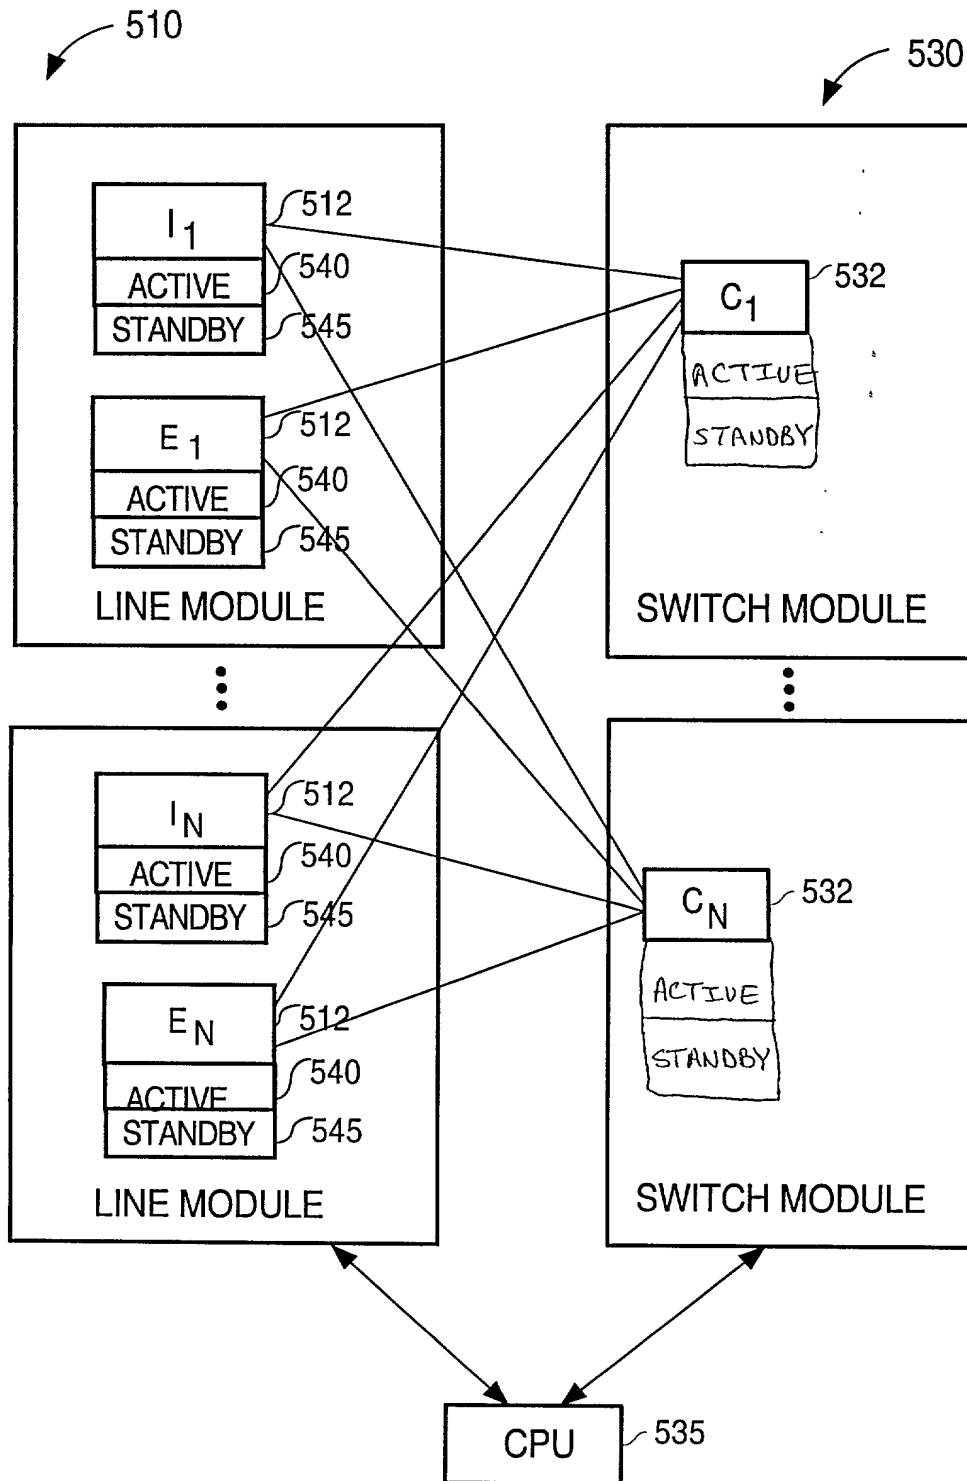 510
530
I1
512
ACTIVE
540
STANDBY
545
E1
512
ACTIVE
540
STANDBY
545
LINE MODULE
C1
532
ACTIVE
STANDBY
SWITCH MODULE
IN
512
ACTIVE
540
STANDBY
545
EN
512
ACTIVE
540
STANDBY
545
LINE MODULE
CN
532
ACTIVE
STANDBY
SWITCH MODULE
CPU
535